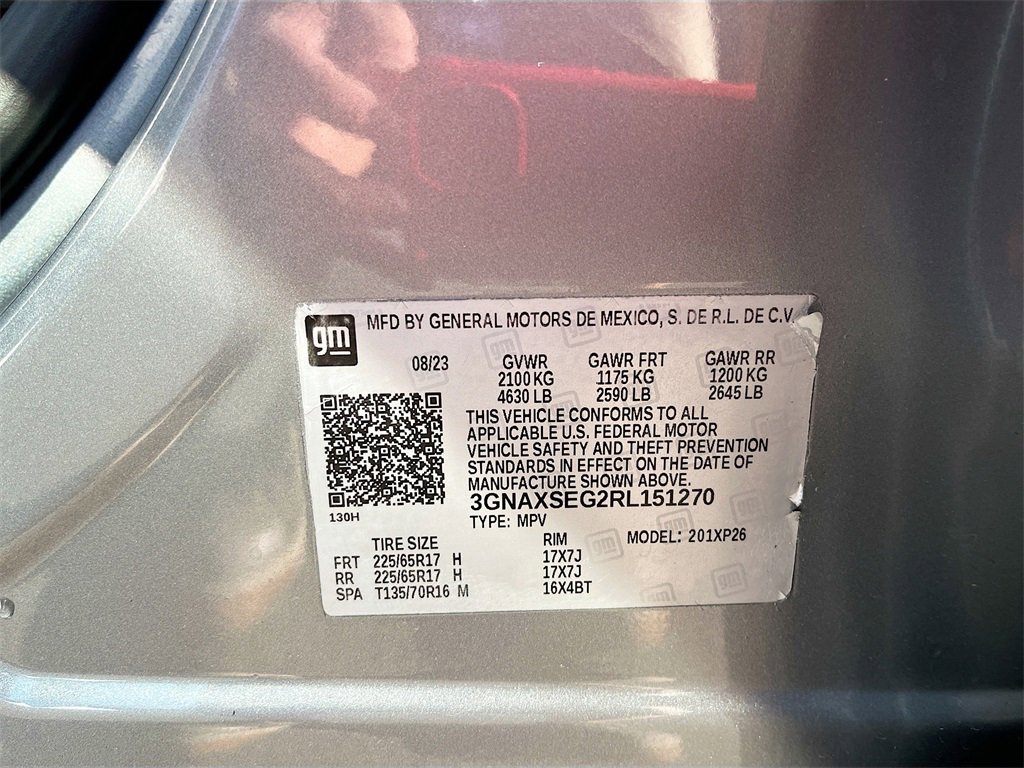 gm
MFD BY GENERAL MOTORS DE MEXICO, S. DE R.L. DE C.V.
08/23 GVWR GAWR FRT GAWR RR
2100 KG 1175 KG 1200 KG
4630 LB 2590 LB 2645 LB
THIS VEHICLE CONFORMS TO ALL
APPLICABLE U.S. FEDERAL MOTOR
VEHICLE SAFETY AND THEFT PREVENTION
STANDARDS IN EFFECT ON THE DATE OF
MANUFACTURE SHOWN ABOVE.
3GNAXSEG2RL151270
130H
TYPE: MPV
TIRE SIZE RIM MODEL: 201XP26
FRT 225/65R17 H 17X7J
RR 225/65R17 H 17X7J
SPA T135/70R16 M 16X4BT